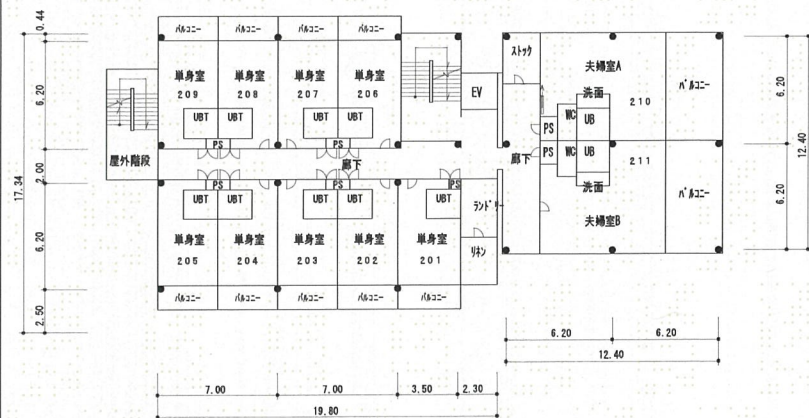 バルコニー バルコニー バルコニー バルコニー
単身室 209
単身室 208
単身室 207
単身室 206
UBT UBT UBT UBT
PS PS
EV
屋外階段
廊下
PS PS PS
UBT UBT UBT UBT UBT
単身室 205
単身室 204
単身室 203
単身室 202
単身室 201
ランドリー
リネン
バルコニー バルコニー バルコニー バルコニー バルコニー
ストック
夫婦室A
洗面
210
バルコニー
PS WC UB
廊下
PS WC UB
211
洗面
夫婦室B
バルコニー
0.44
6.20
2.00
6.20
2.50
17.34
6.20
6.20
12.40
6.20 6.20
12.40
7.00 7.00 3.50 2.30
19.80